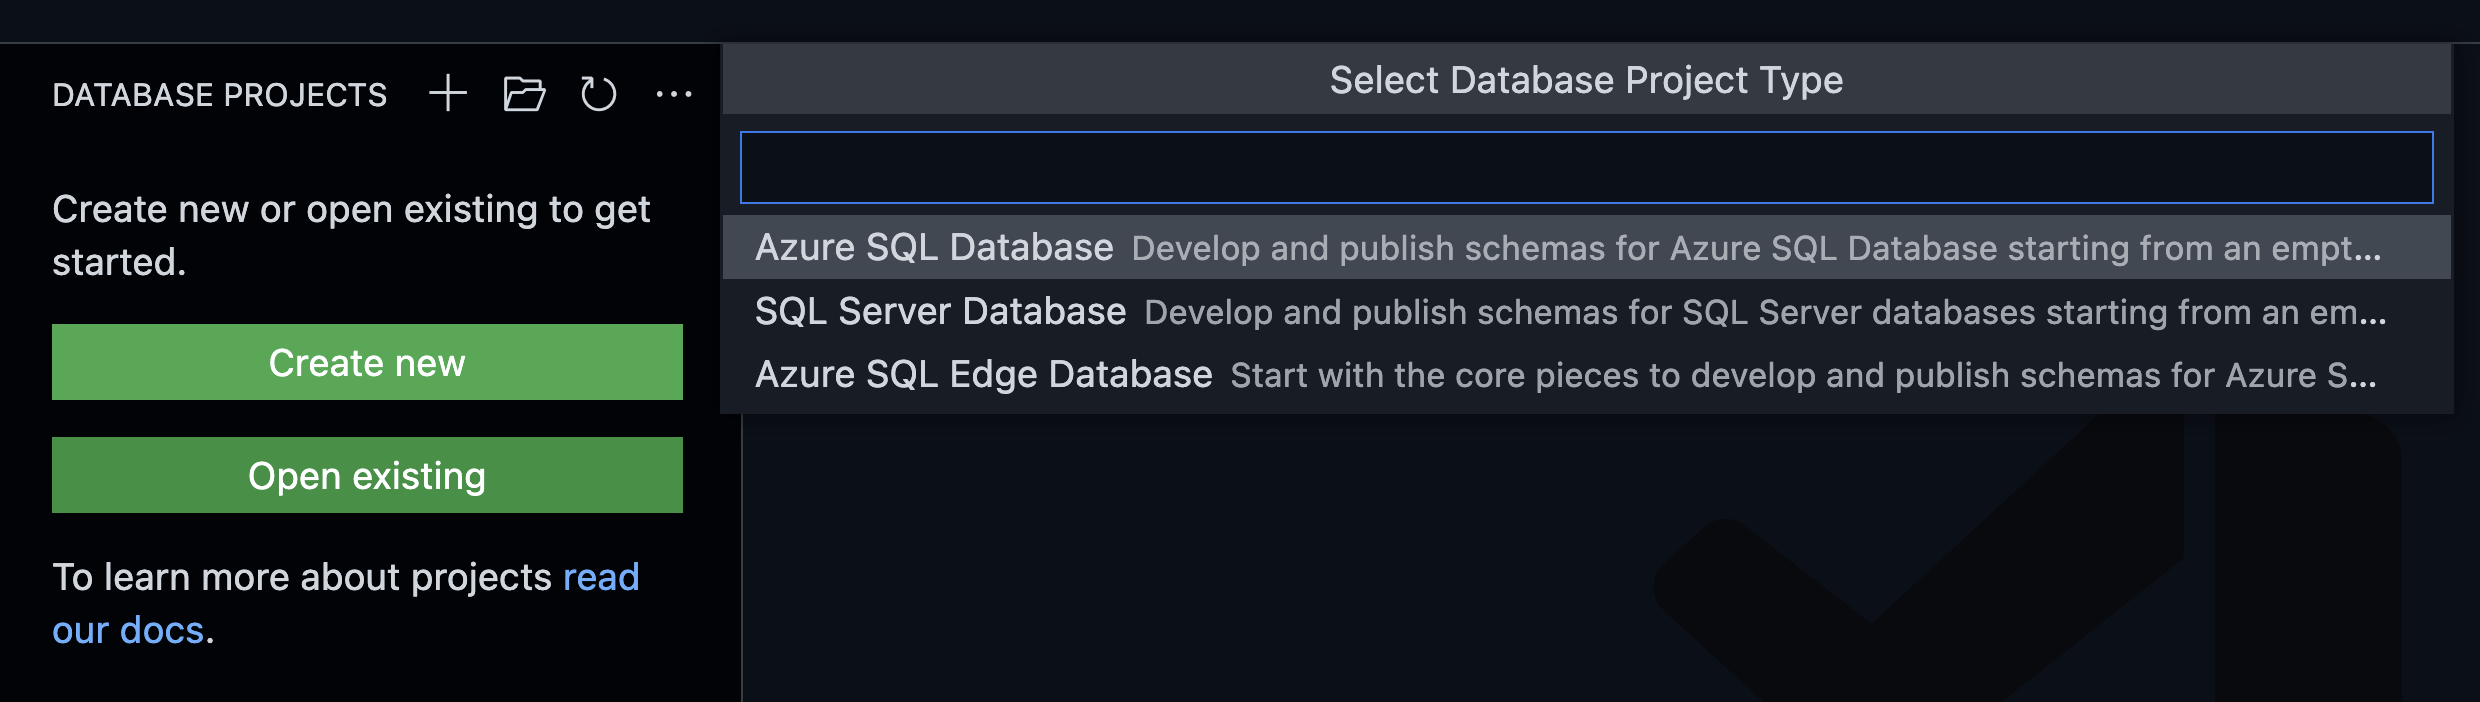 DATABASE PROJECTS
Create new or open existing to get
started.
Create new
Open existing
To learn more about projects read
our docs.
Select Database Project Type
Azure SQL Database Develop and publish schemas for Azure SQL Database starting from an empt...
SQL Server Database Develop and publish schemas for SQL Server databases starting from an em...
Azure SQL Edge Database Start with the core pieces to develop and publish schemas for Azure S...